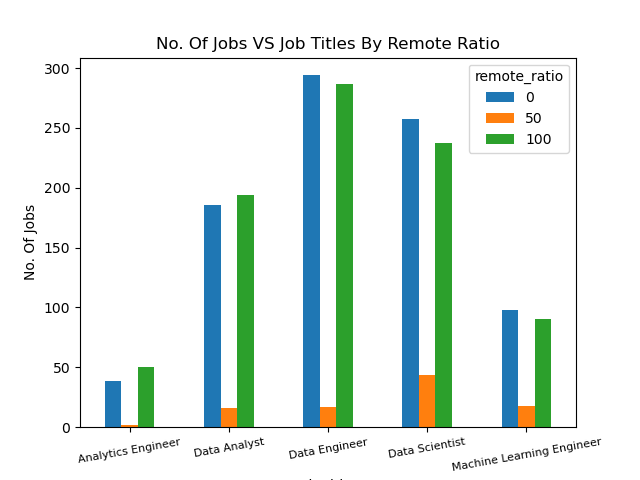 No. Of Jobs VS Job Titles By Remote Ratio
remote_ratio
0
50
100
300
250
200
150
100
50
0
No. Of Jobs
Analytics Engineer
Data Analyst
Data Engineer
Data Scientist
Machine Learning Engineer